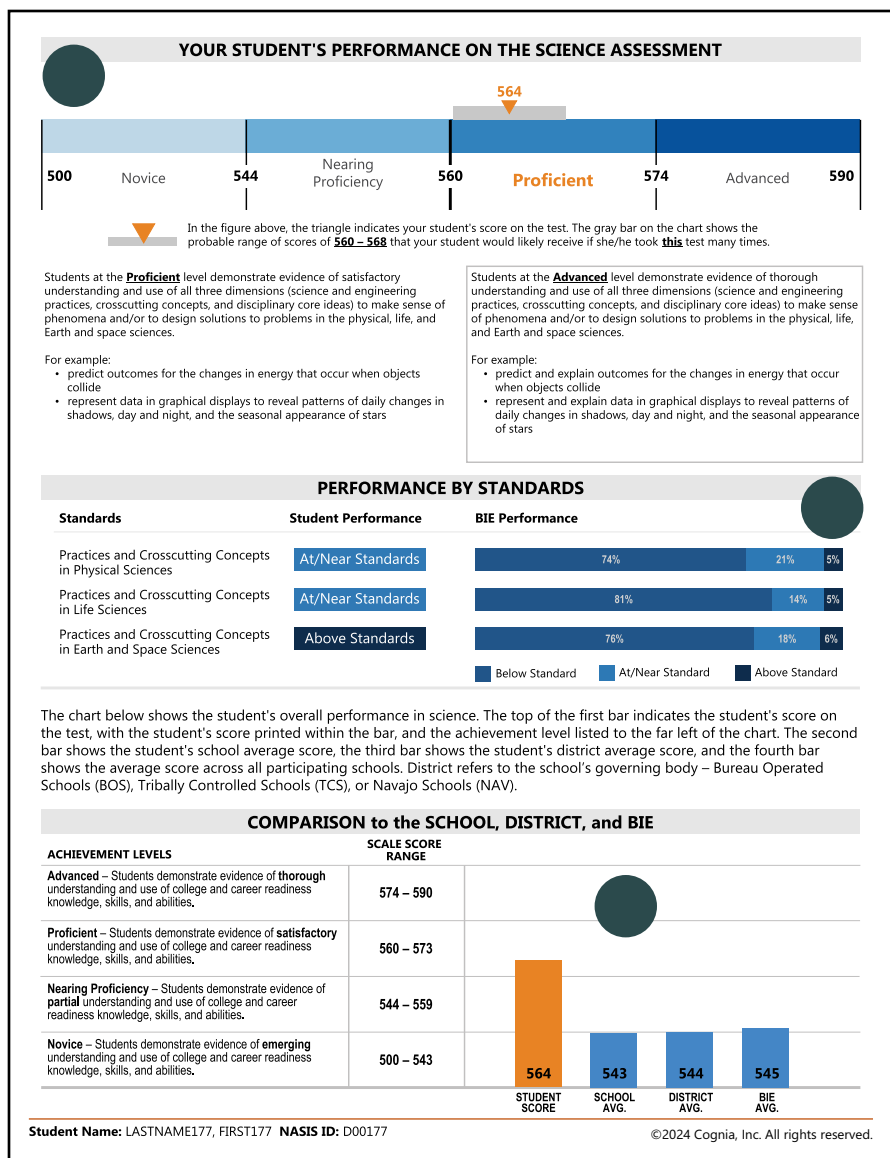 YOUR STUDENT'S PERFORMANCE ON THE SCIENCE ASSESSMENT
564
500
Novice
544
Nearing
Proficiency
560
Proficient
574
Advanced
590
In the figure above, the triangle indicates your student's score on the test. The gray bar on the chart shows the
probable range of scores of 560 – 568 that your student would likely receive if she/he took this test many times.
Students at the Proficient level demonstrate evidence of satisfactory
understanding and use of all three dimensions (science and engineering
practices, crosscutting concepts, and disciplinary core ideas) to make sense of
phenomena and/or to design solutions to problems in the physical, life, and
Earth and space sciences.
For example:
• predict outcomes for the changes in energy that occur when objects
collide
• represent data in graphical displays to reveal patterns of daily changes in
shadows, day and night, and the seasonal appearance of stars
Students at the Advanced level demonstrate evidence of thorough
understanding and use of all three dimensions (science and engineering
practices, crosscutting concepts, and disciplinary core ideas) to make sense
of phenomena and/or to design solutions to problems in the physical, life,
and Earth and space sciences.
For example:
• predict and explain outcomes for the changes in energy that occur
when objects collide
• represent and explain data in graphical displays to reveal patterns of
daily changes in shadows, day and night, and the seasonal appearance
of stars
PERFORMANCE BY STANDARDS
Standards Student Performance BIE Performance
Practices and Crosscutting Concepts
in Physical Sciences
At/Near Standards
74% 21% 5%
Practices and Crosscutting Concepts
in Life Sciences
At/Near Standards
81% 14% 5%
Practices and Crosscutting Concepts
in Earth and Space Sciences
Above Standards
76% 18% 6%
Below Standard At/Near Standard Above Standard
The chart below shows the student's overall performance in science. The top of the first bar indicates the student's score on
the test, with the student's score printed within the bar, and the achievement level listed to the far left of the chart. The second
bar shows the student's school average score, the third bar shows the student's district average score, and the fourth bar
shows the average score across all participating schools. District refers to the school’s governing body – Bureau Operated
Schools (BOS), Tribally Controlled Schools (TCS), or Navajo Schools (NAV).
COMPARISON to the SCHOOL, DISTRICT, and BIE
ACHIEVEMENT LEVELS
SCALE SCORE
RANGE
Advanced – Students demonstrate evidence of thorough
understanding and use of college and career readiness
knowledge, skills, and abilities.
574 – 590
Proficient – Students demonstrate evidence of satisfactory
understanding and use of college and career readiness
knowledge, skills, and abilities.
560 – 573
Nearing Proficiency – Students demonstrate evidence of
partial understanding and use of college and career
readiness knowledge, skills, and abilities.
544 – 559
Novice – Students demonstrate evidence of emerging
understanding and use of college and career readiness
knowledge, skills, and abilities.
500 – 543
564 543 544 545
STUDENT
SCORE
SCHOOL
AVG.
DISTRICT
AVG.
BIE
AVG.
Student Name: LASTNAME177, FIRST177 NASIS ID: D00177
©2024 Cognia, Inc. All rights reserved.